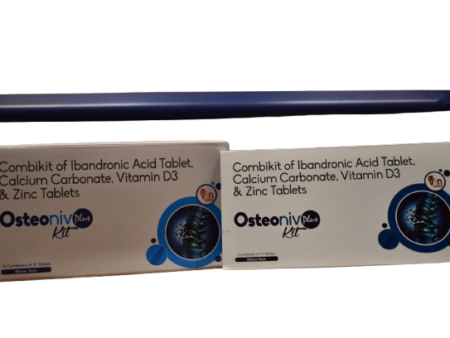 Combikit of Ibandronic Acid Tablet,
Calcium Carbonate, Vitamin D3
& Zinc Tablets
Osteoniv Plus
Kit
Combikit of Ibandronic Acid Tablet,
Calcium Carbonate, Vitamin D3
& Zinc Tablets
Osteoniv Plus
Kit